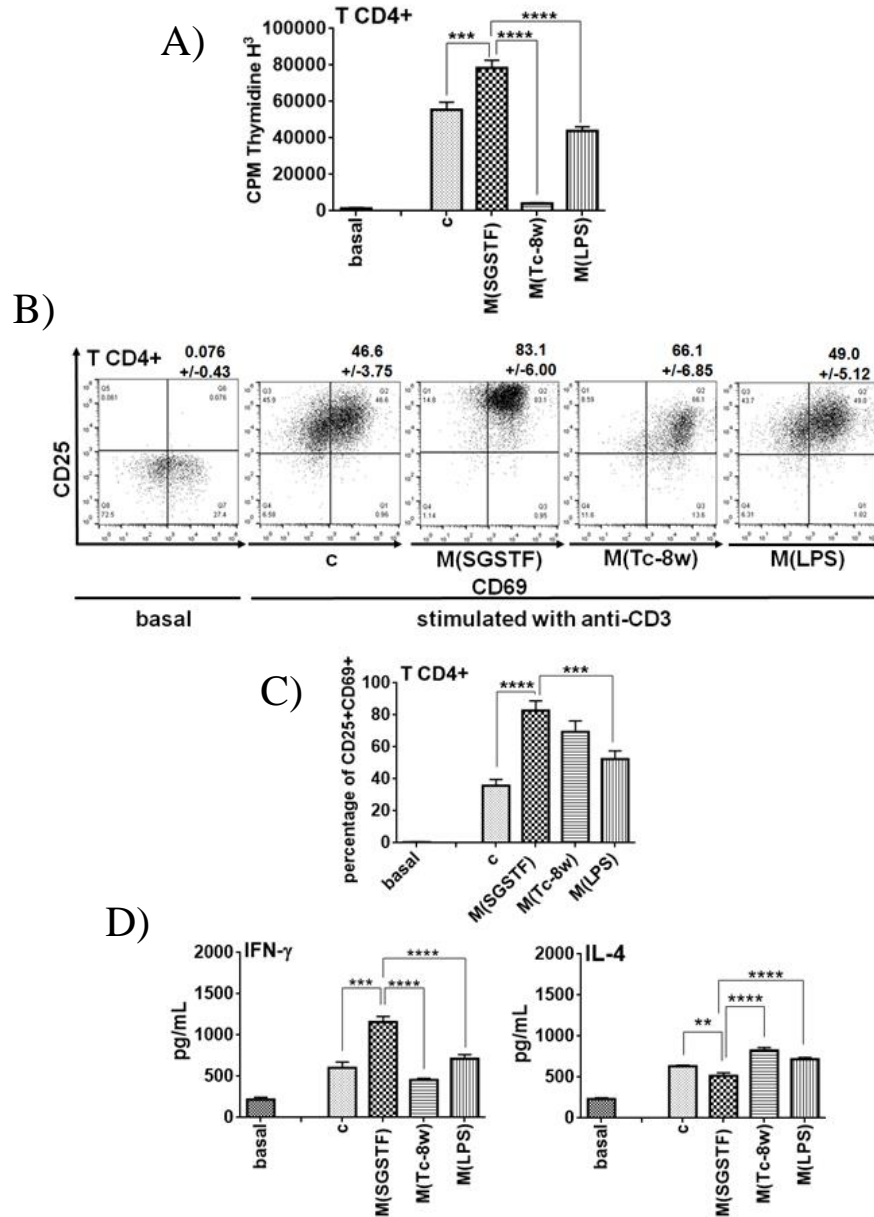 A)
T CD4+
*** **** ****
CPM Thymidine H³
100000
80000
60000
40000
20000
0
basal
c
M(SGSTF)
M(Tc-8w)
M(LPS)
B)
T CD4+
0.076
+/-0.43
46.6
+/-3.75
83.1
+/-6.00
66.1
+/-6.85
49.0
+/-5.12
CD25
c
M(SGSTF)
M(Tc-8w)
M(LPS)
CD69
basal
stimulated with anti-CD3
C)
T CD4+
**** ***
percentage of CD25+CD69+
100
80
60
40
20
0
basal
c
M(SGSTF)
M(Tc-8w)
M(LPS)
D)
IFN-γ
*** **** ****
pg/mL
2000
1500
1000
500
0
basal
c
M(SGSTF)
M(Tc-8w)
M(LPS)
IL-4
** **** ****
pg/mL
2000
1500
1000
500
0
basal
c
M(SGSTF)
M(Tc-8w)
M(LPS)